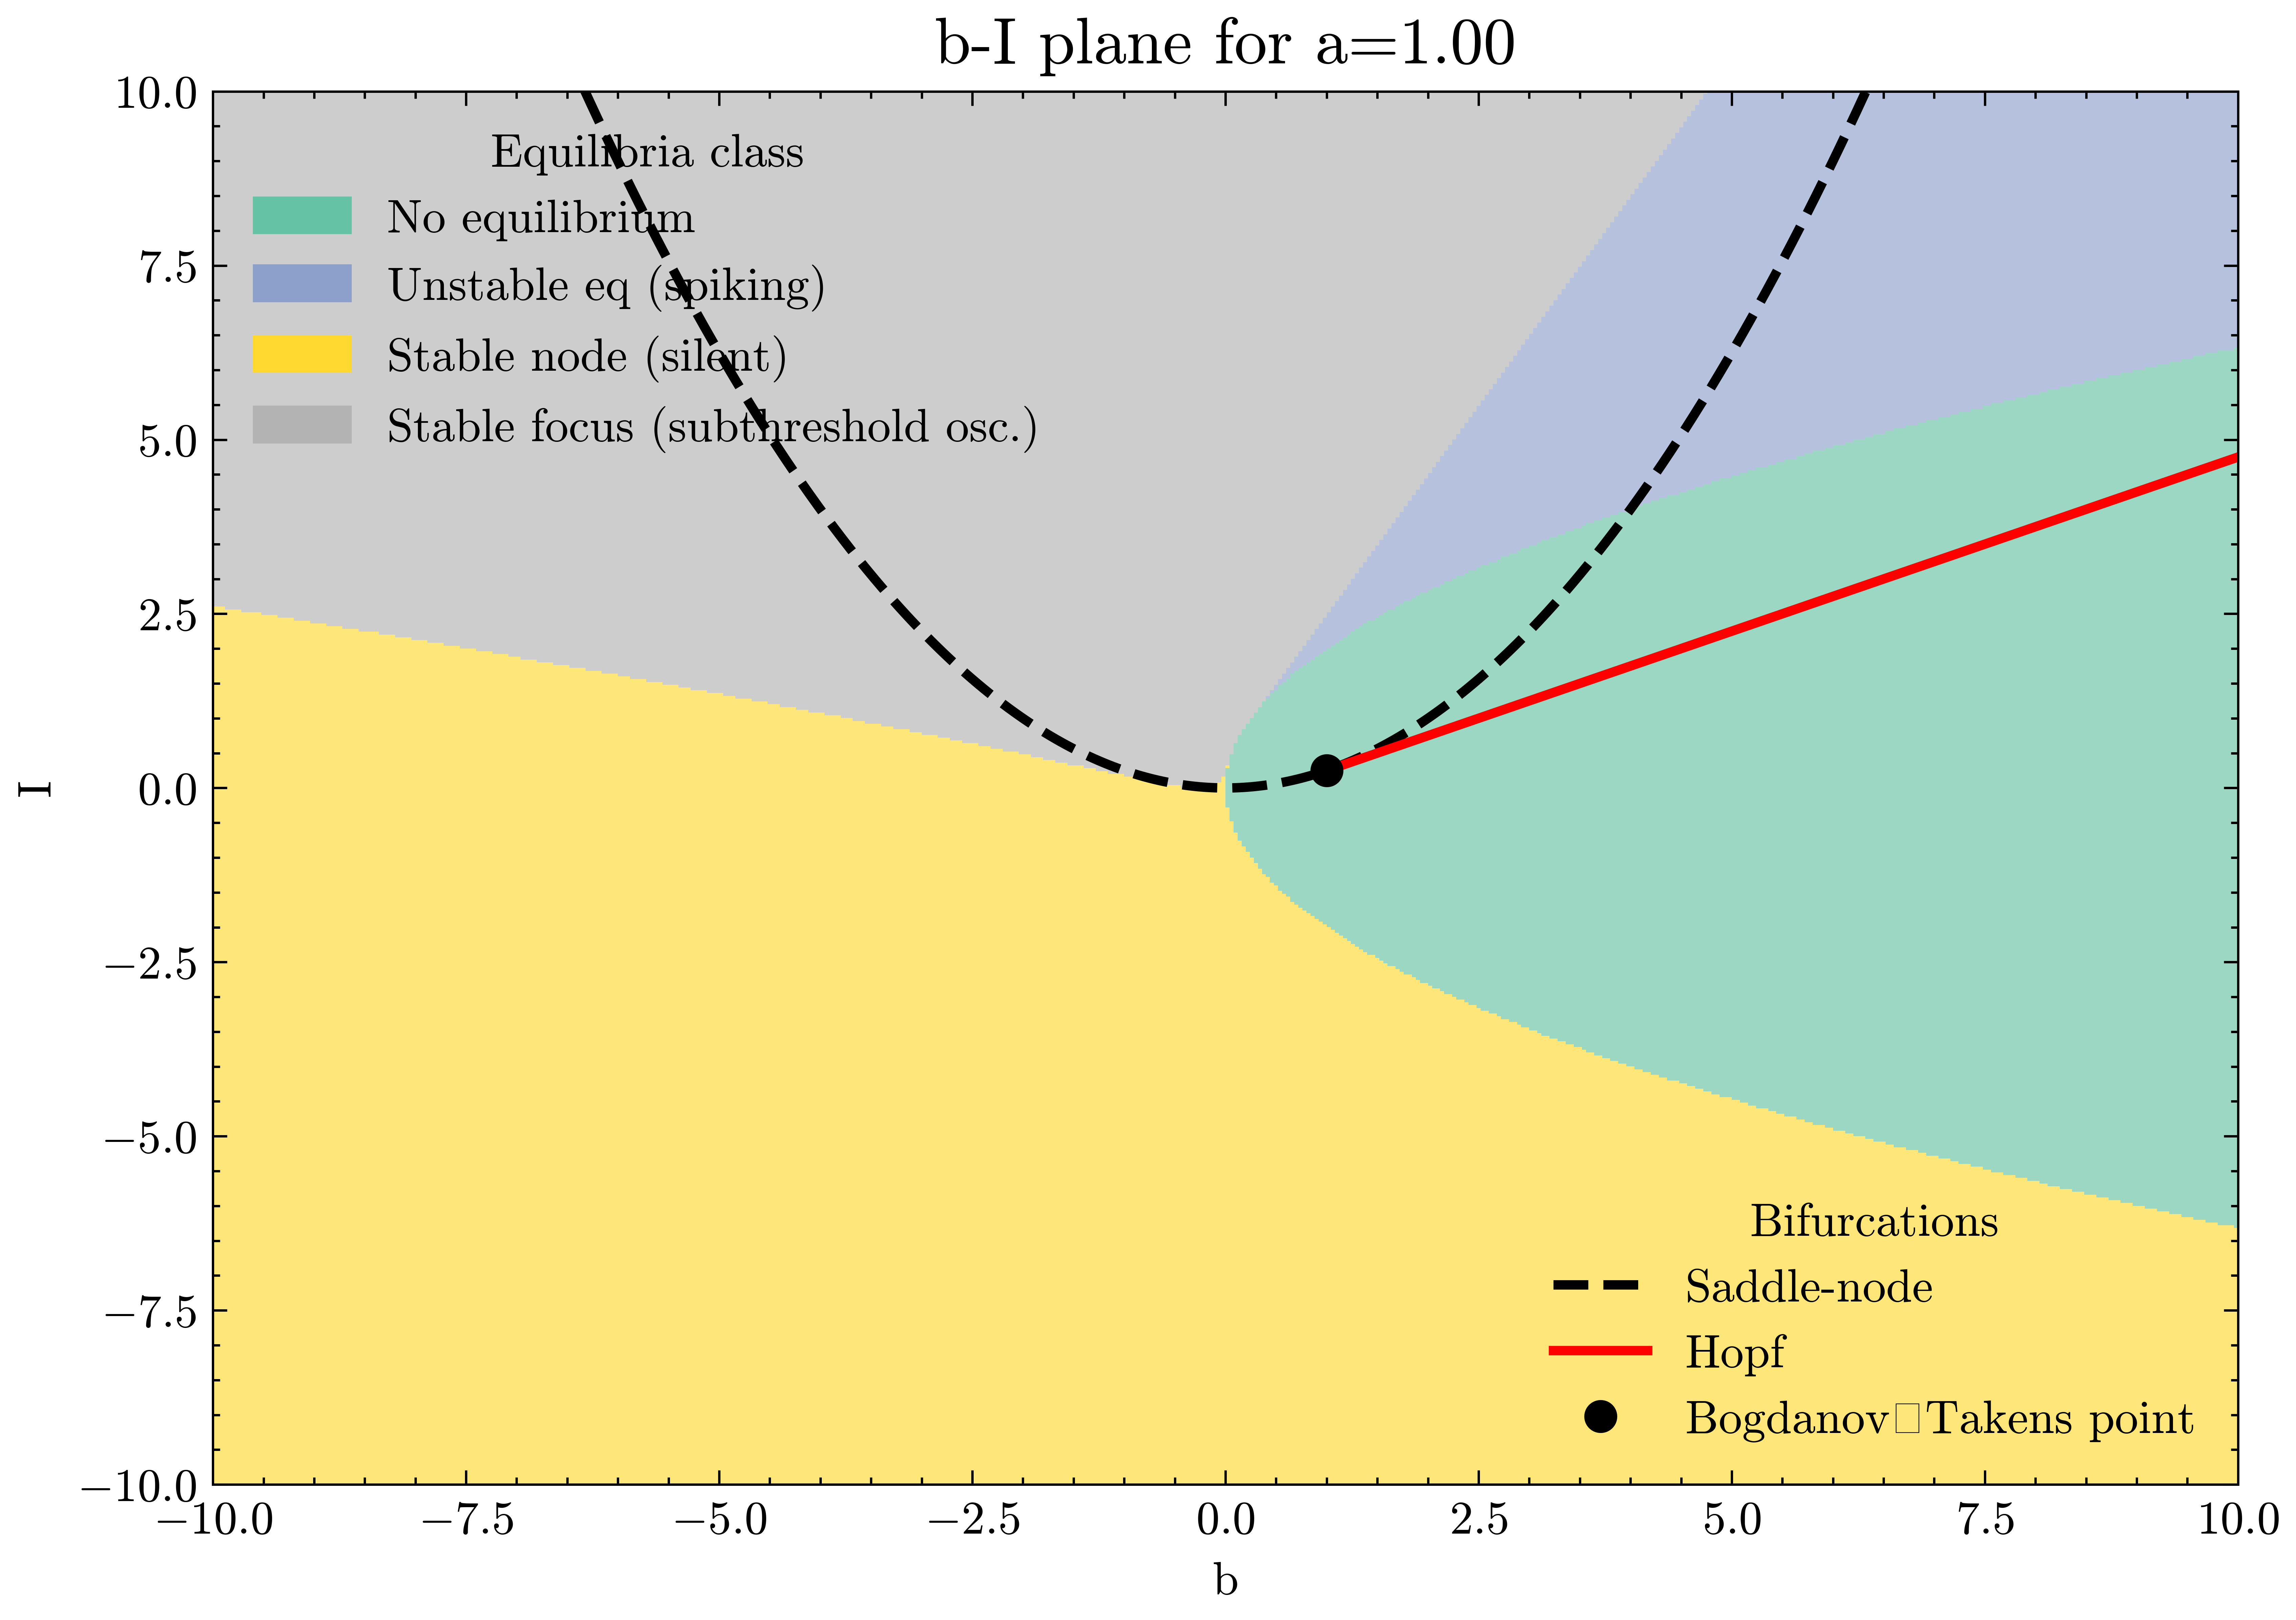 b-I plane for a=1.00
10.0
7.5
5.0
2.5
0.0
−2.5
−5.0
−7.5
−10.0
I
Equilibria class
No equilibrium
Unstable eq (spiking)
Stable node (silent)
Stable focus (subthreshold osc.)
Bifurcations
Saddle-node
Hopf
Bogdanov□Takens point
−10.0
−7.5
−5.0
−2.5
0.0
2.5
5.0
7.5
10.0
b